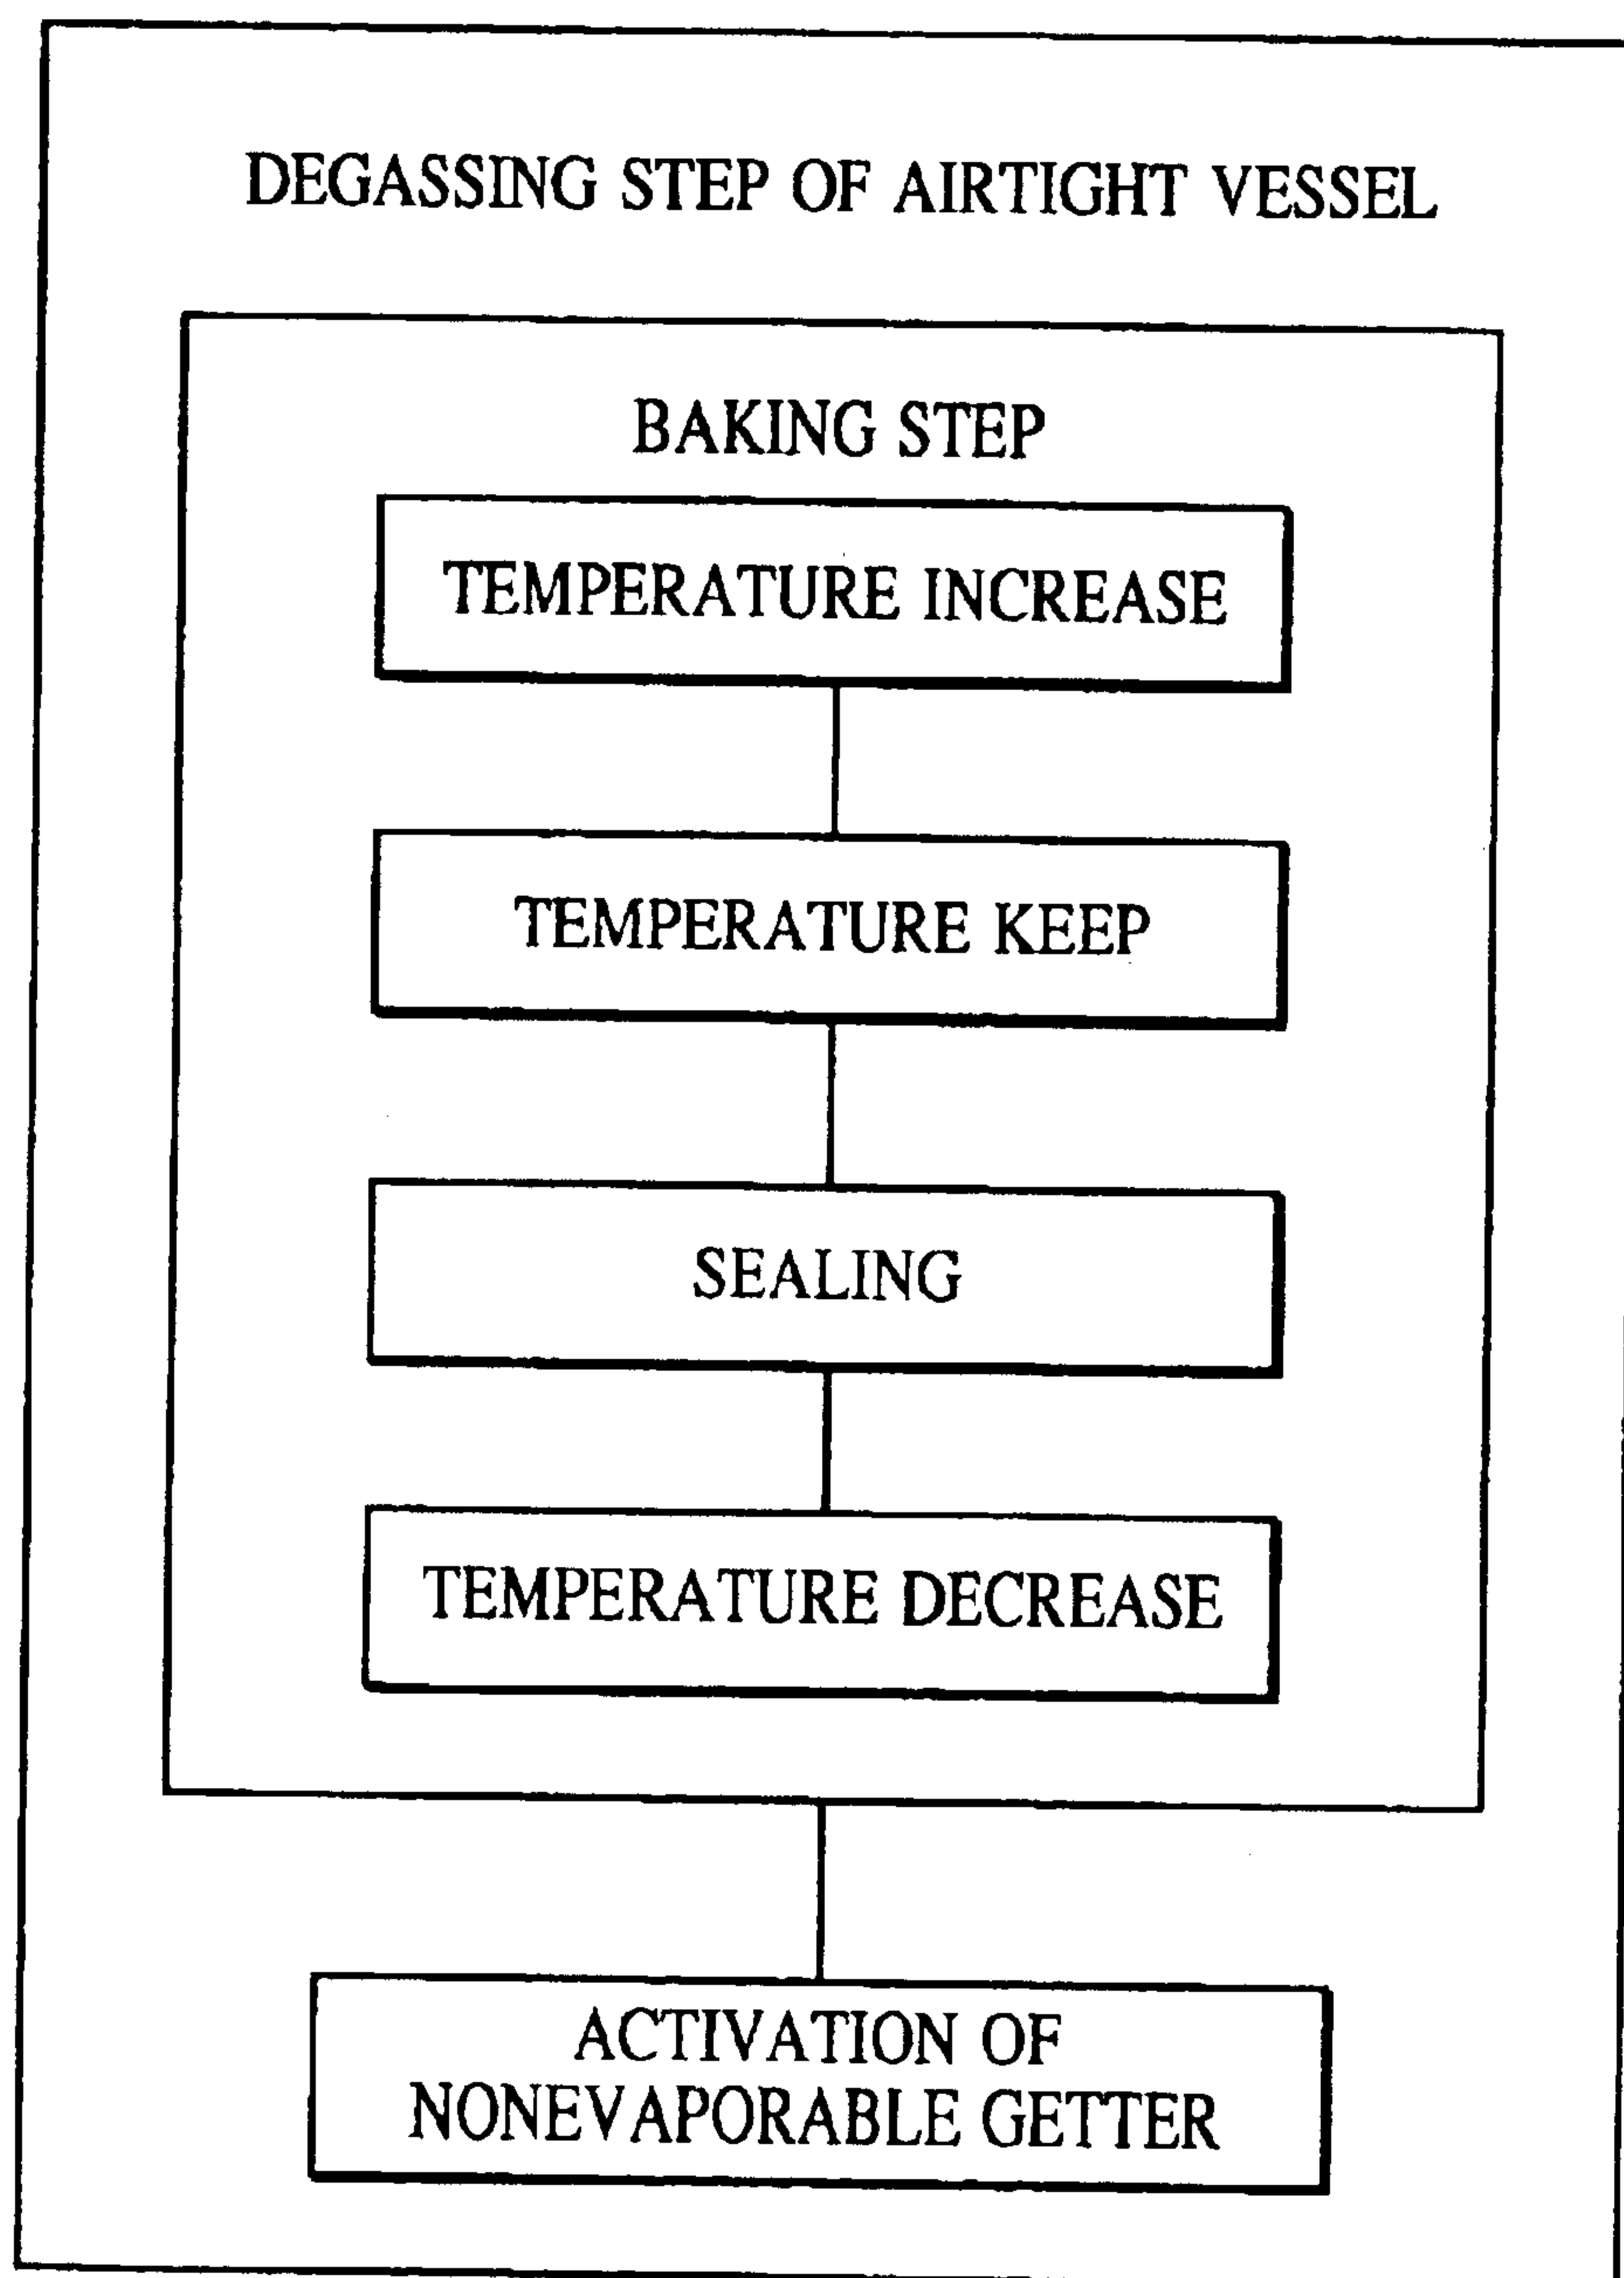 DEGASSING STEP OF AIRTIGHT VESSEL
BAKING STEP
TEMPERATURE INCREASE
TEMPERATURE KEEP
SEALING
TEMPERATURE DECREASE
ACTIVATION OF
NONEVAPORABLE GETTER